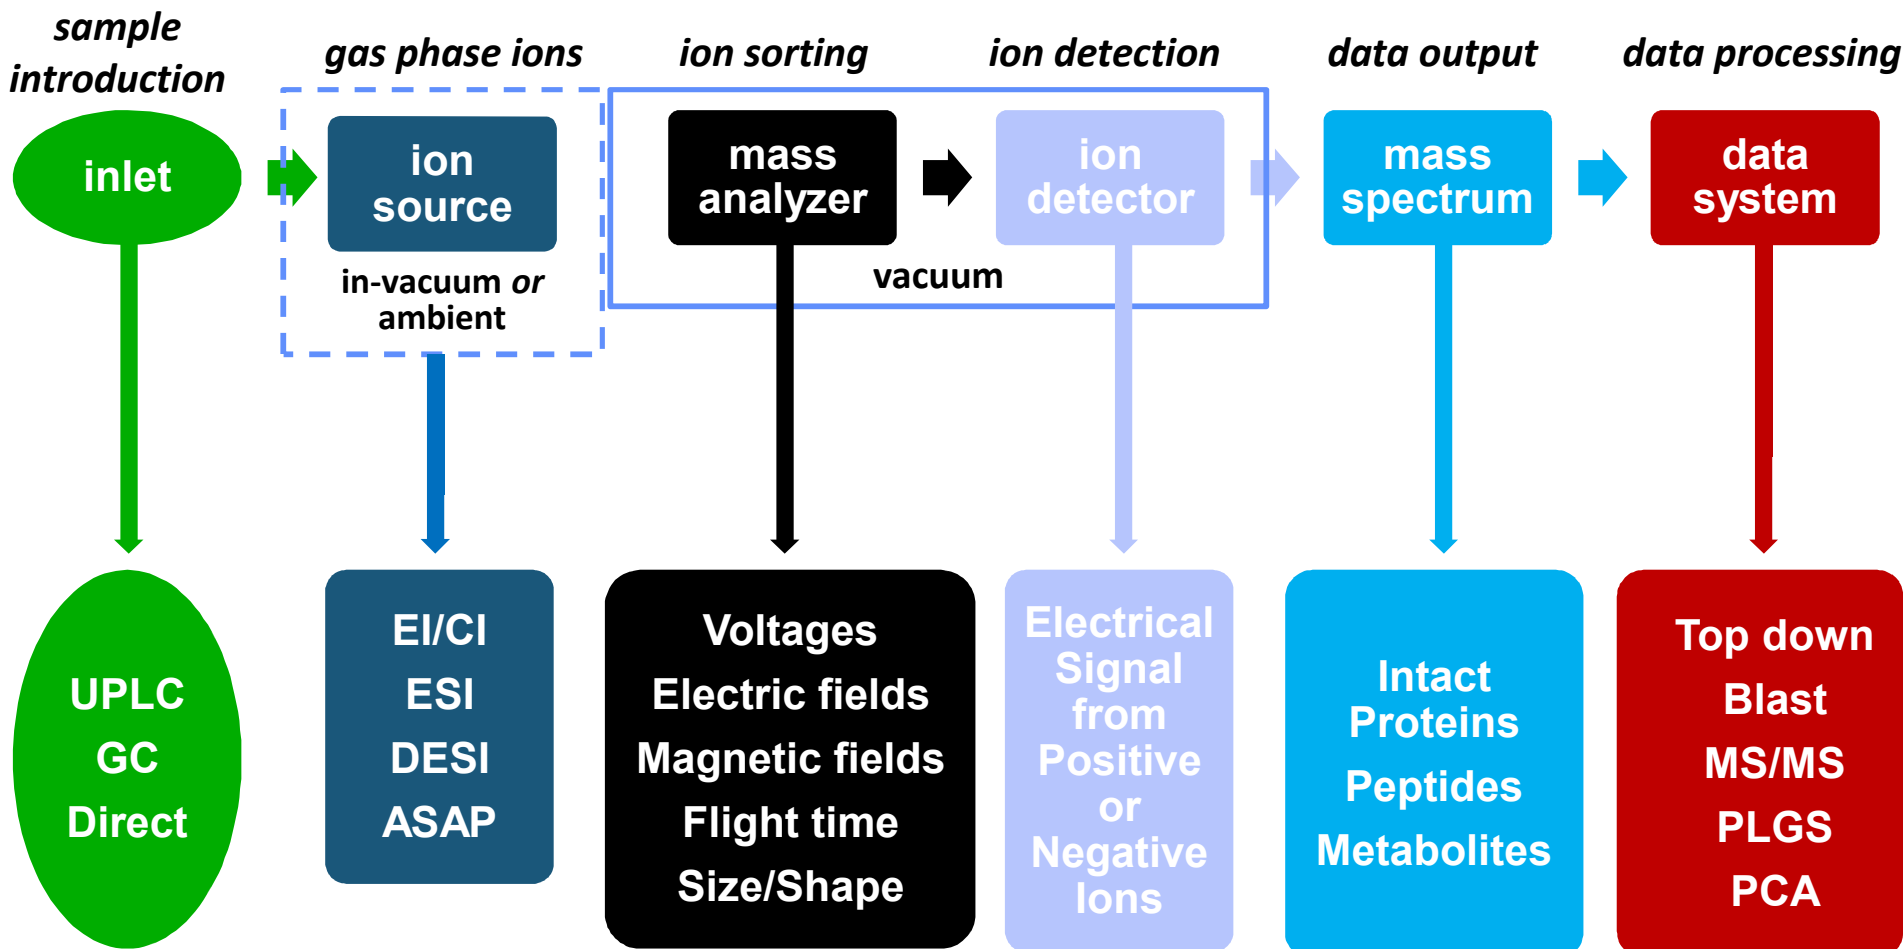 sample
introduction
gas phase ions
ion sorting
ion detection
data output
data processing
inlet
ion
source
in-vacuum or
ambient
mass
analyzer
ion
detector
vacuum
mass
spectrum
data
system
UPLC
GC
Direct
EI/CI
ESI
DESI
ASAP
Voltages
Electric fields
Magnetic fields
Flight time
Size/Shape
Electrical
Signal
from
Positive
or
Negative
Ions
Intact
Proteins
Peptides
Metabolites
Top down
Blast
MS/MS
PLGS
PCA